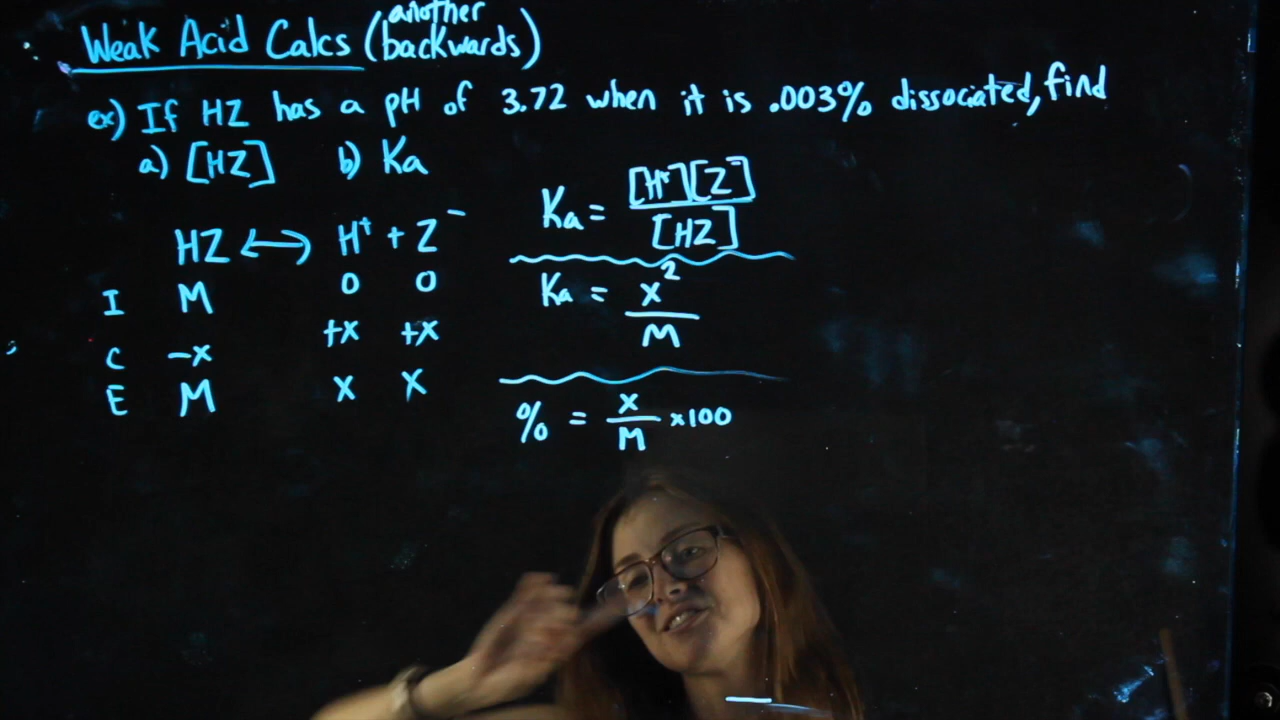 Weak Acid Calcs (another backwards)
ex) If HZ has a pH of 3.72 when it is .003% dissociated, find
a) [HZ] b) Ka
HZ ⟷ H⁺ + Z⁻
I M 0 0
C -x +x +x
E M x x
Ka = [H⁺][Z⁻] / [HZ]
Ka = x² / M
% = x / M ×100